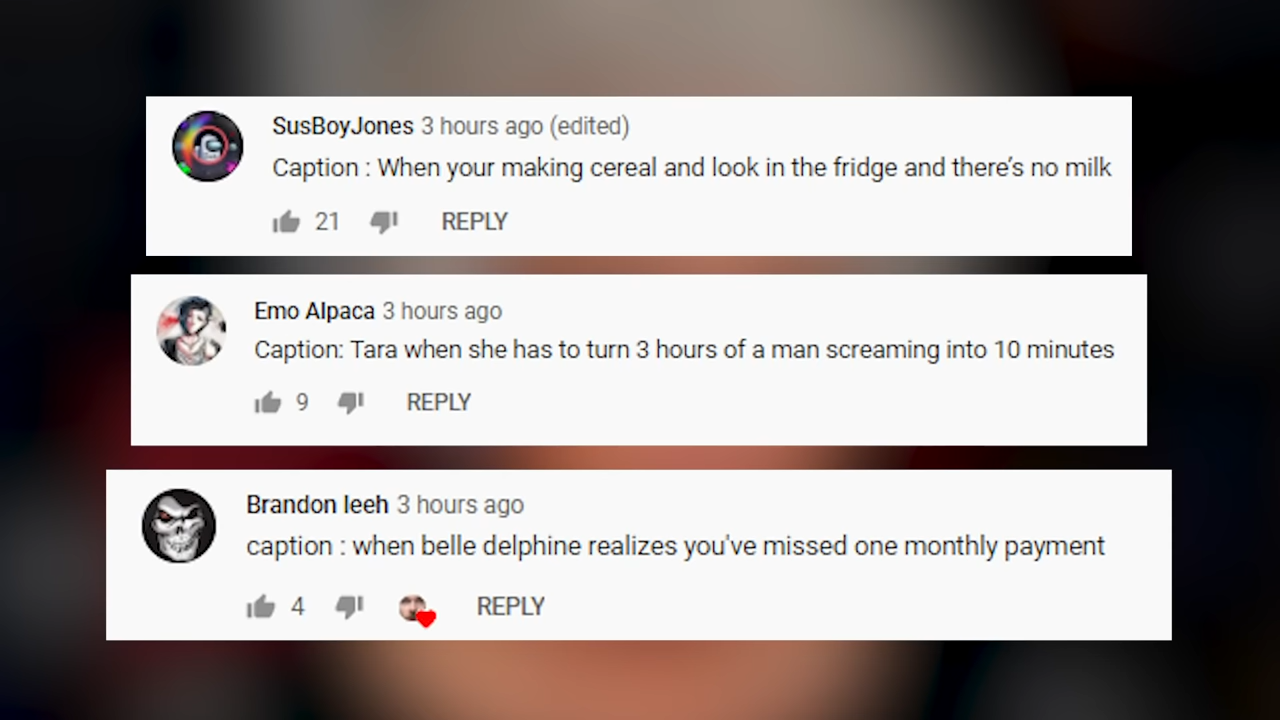 SusBoyJones 3 hours ago (edited)
Caption : When your making cereal and look in the fridge and there’s no milk
21 REPLY
Emo Alpaca 3 hours ago
Caption: Tara when she has to turn 3 hours of a man screaming into 10 minutes
9 REPLY
Brandon leeh 3 hours ago
caption : when belle delphine realizes you've missed one monthly payment
4 REPLY